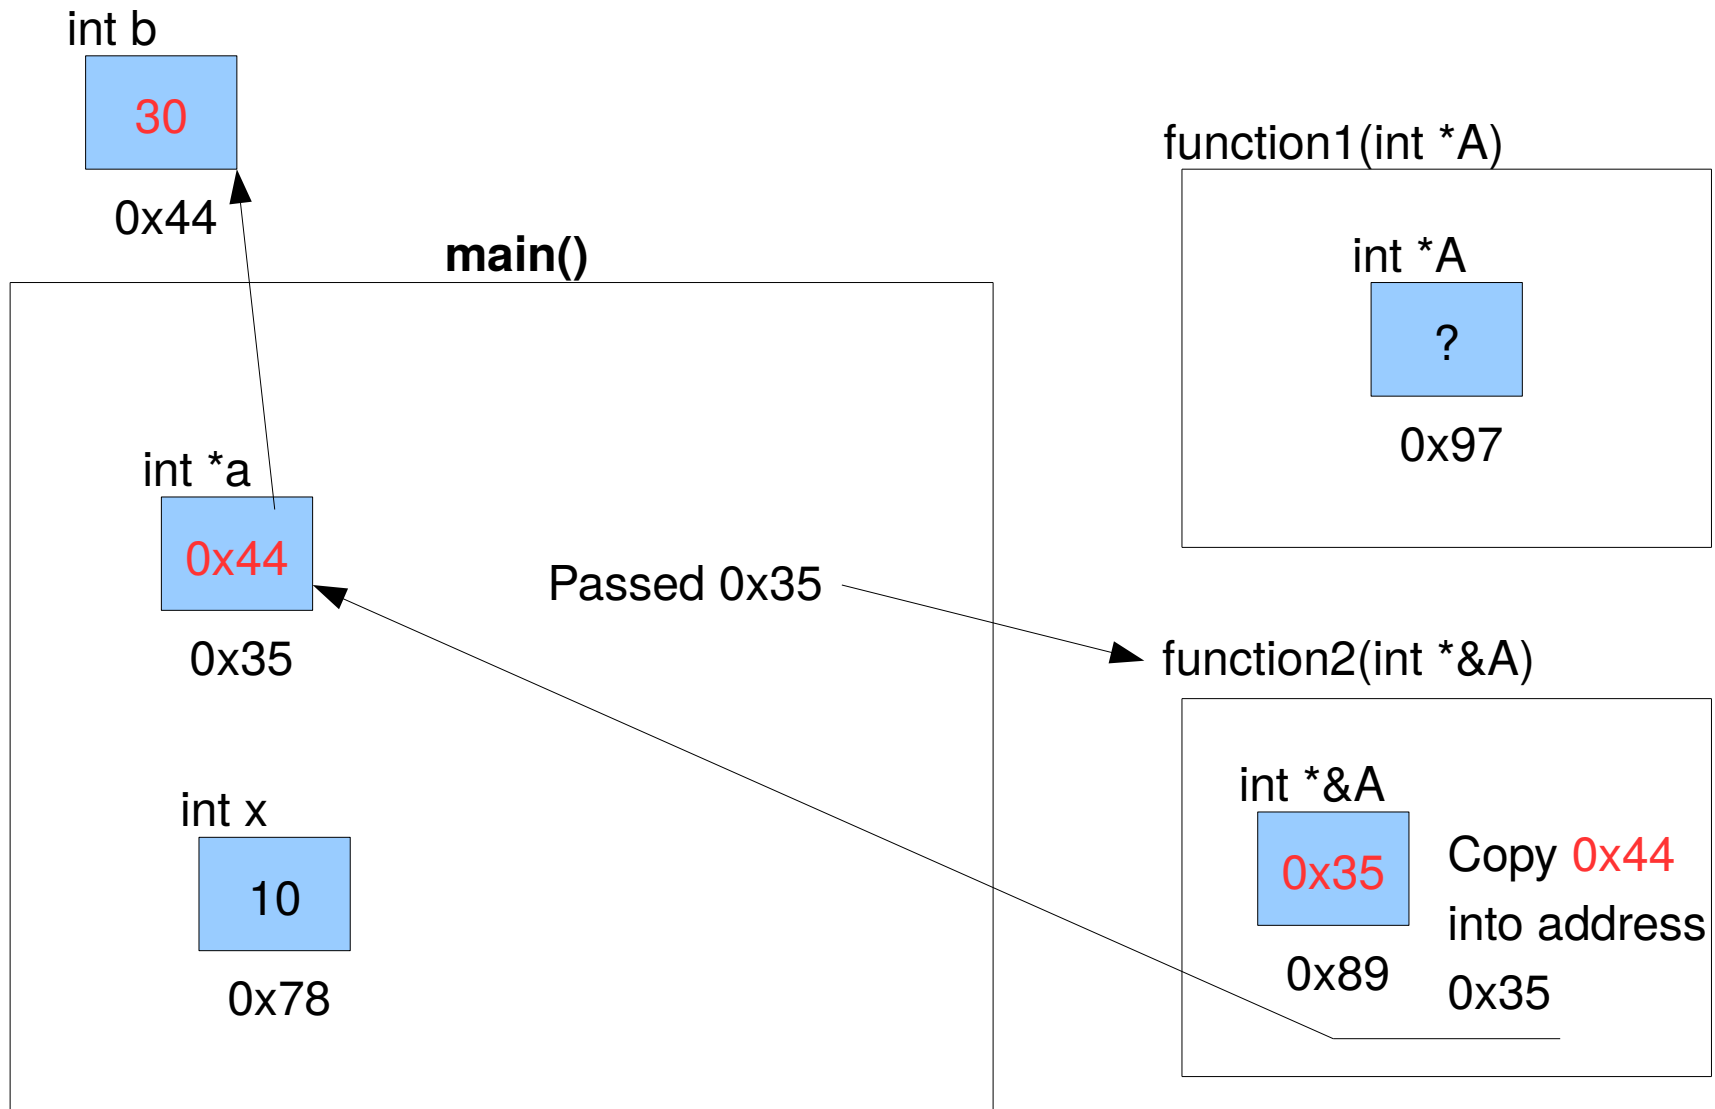 int b
30
0x44
main()
int *a
0x44
0x35
Passed 0x35
int x
10
0x78
function1(int *A)
int *A
?
0x97
function2(int *&A)
int *&A
0x35
0x89
Copy 0x44
into address
0x35